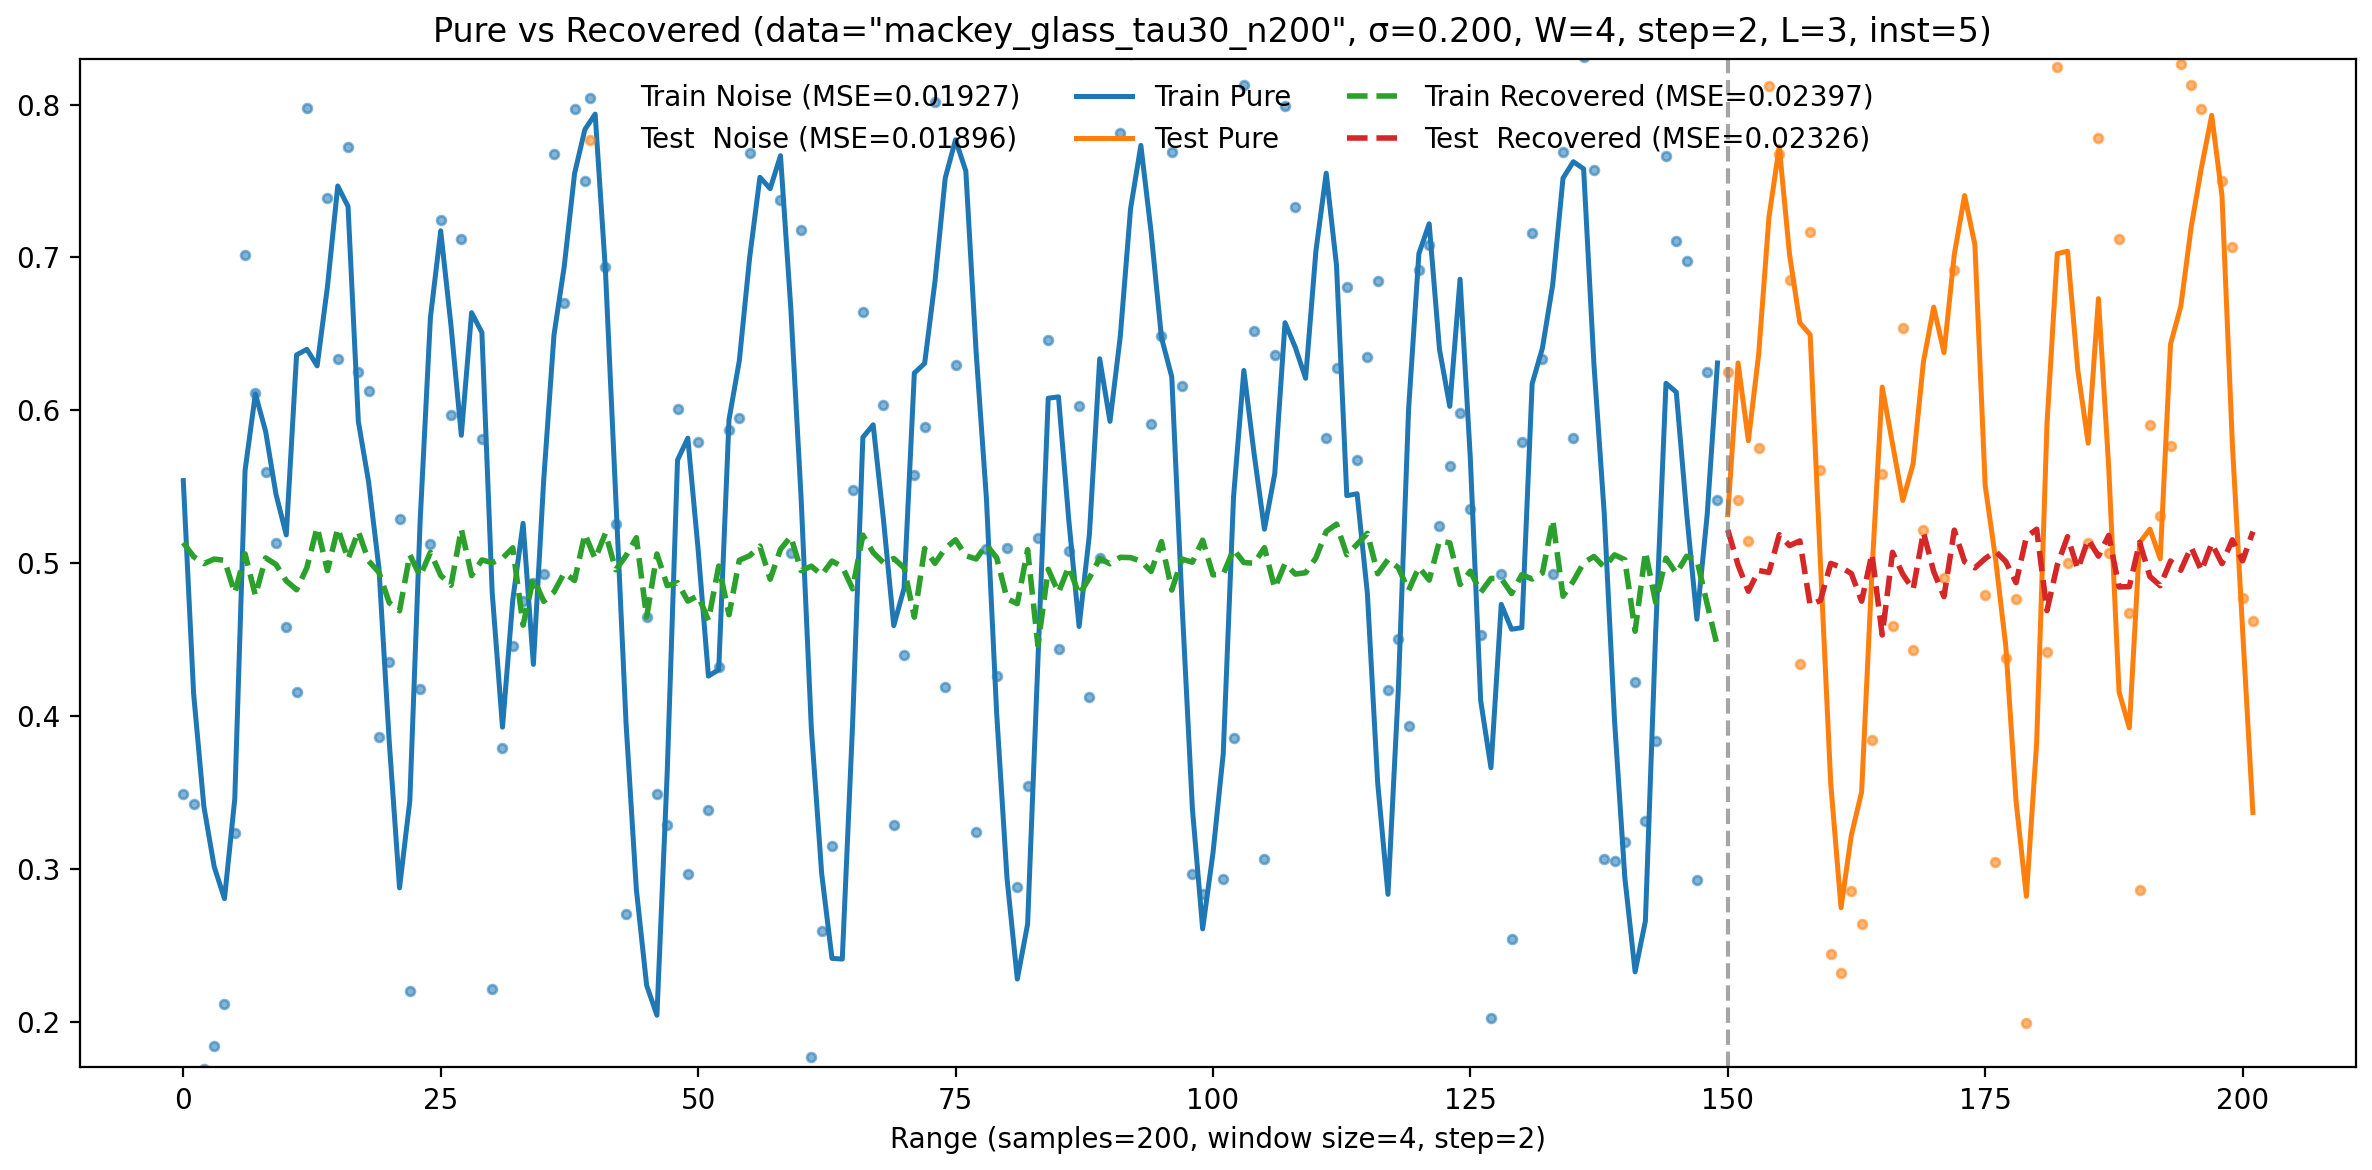 Pure vs Recovered (data="mackey_glass_tau30_n200", σ=0.200, W=4, step=2, L=3, inst=5)
Train Noise (MSE=0.01927)
Test  Noise (MSE=0.01896)
Train Pure
Test Pure
Train Recovered (MSE=0.02397)
Test  Recovered (MSE=0.02326)
0.8
0.7
0.6
0.5
0.4
0.3
0.2
0 25 50 75 100 125 150 175 200
Range (samples=200, window size=4, step=2)